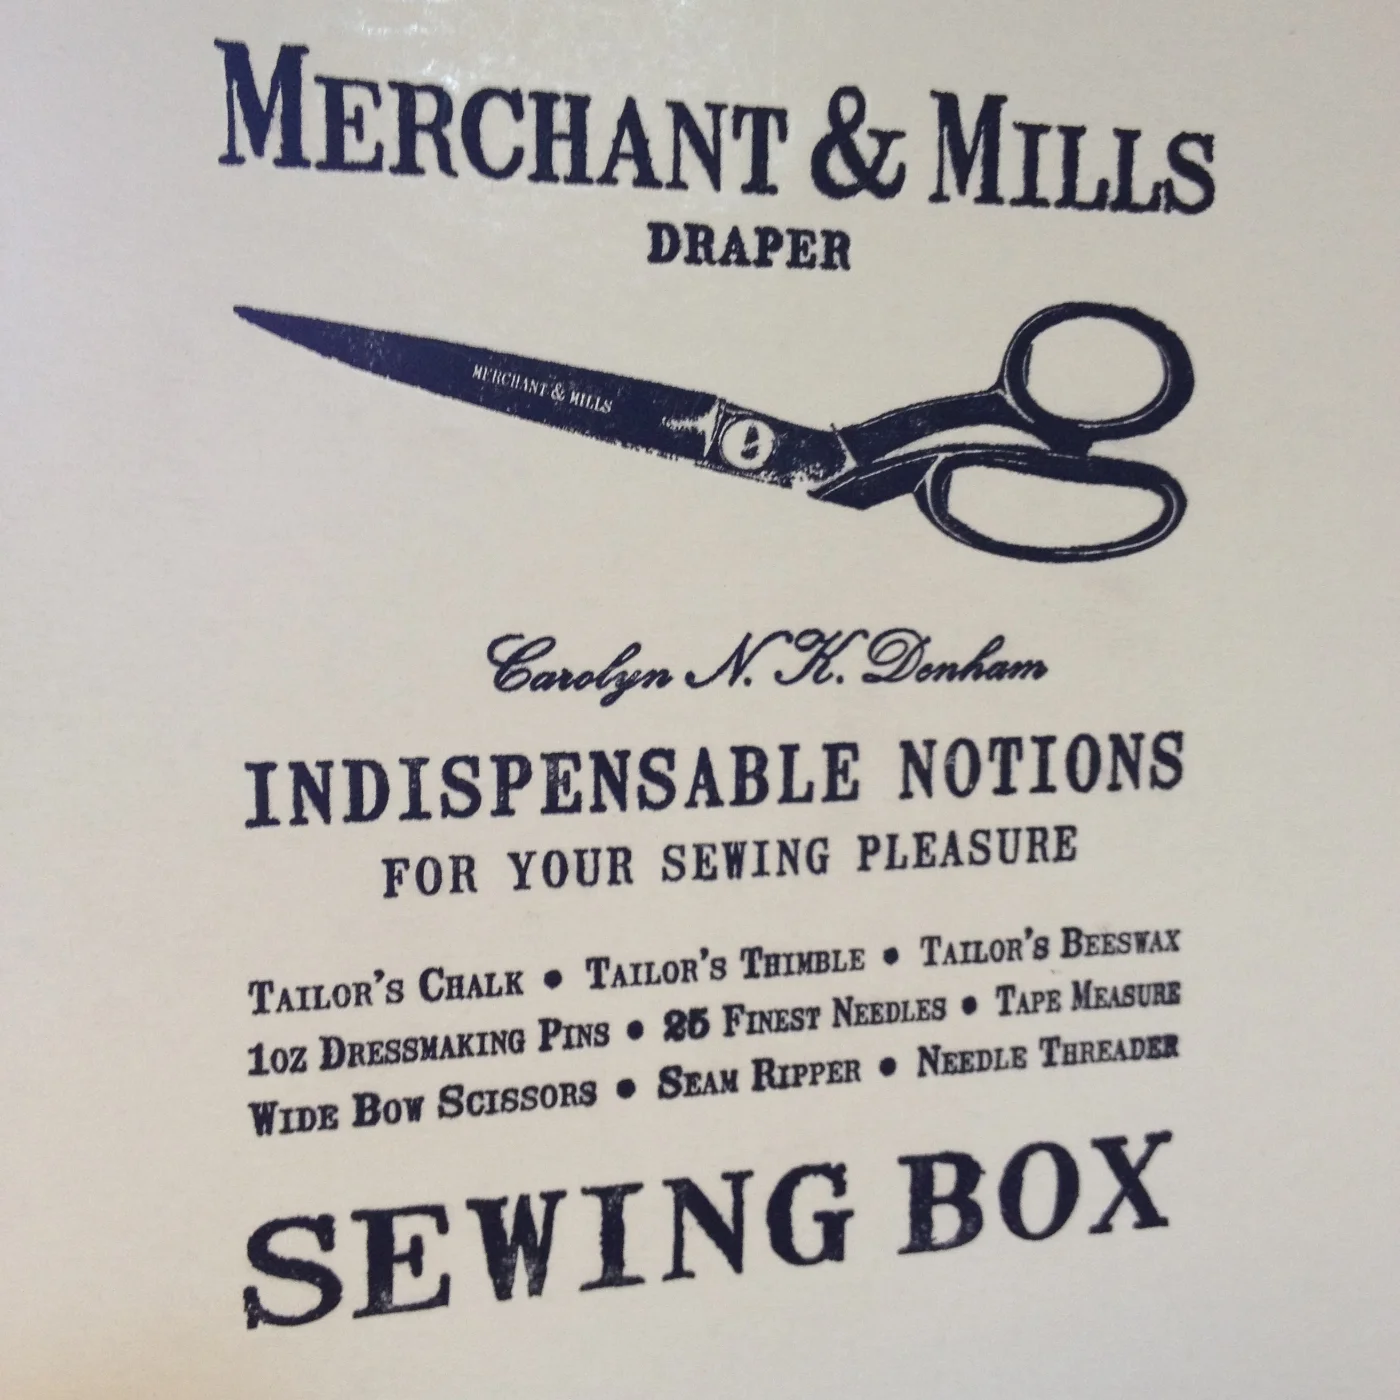 MERCHANT & MILLS
DRAPER
MERCHANT & MILLS
Carolyn N. K. Denham
INDISPENSABLE NOTIONS
FOR YOUR SEWING PLEASURE
TAILOR'S CHALK • TAILOR'S THIMBLE • TAILOR'S BEESWAX
1OZ DRESSMAKING PINS • 25 FINEST NEEDLES • TAPE MEASURE
WIDE BOW SCISSORS • SEAM RIPPER • NEEDLE THREADER
SEWING BOX